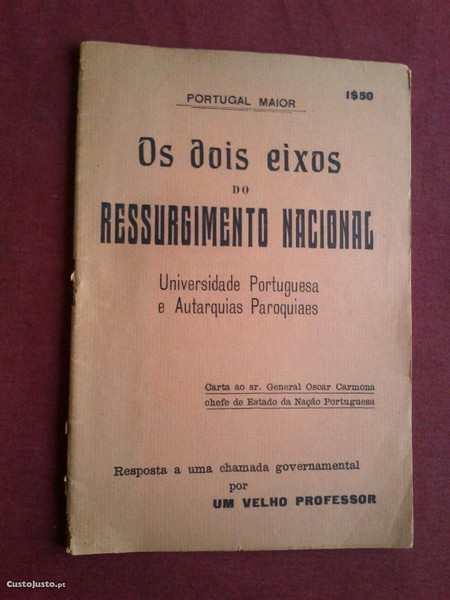 PORTUGAL MAIOR
1$50
Os dois eixos
DO
RESSURGIMENTO NACIONAL
Universidade Portuguesa
e Autarquias Paroquiaes
Carta ao sr. General Oscar Carmona
chefe de Estado da Nação Portuguesa
Resposta a uma chamada governamental
por
UM VELHO PROFESSOR
CustoJusto.pt